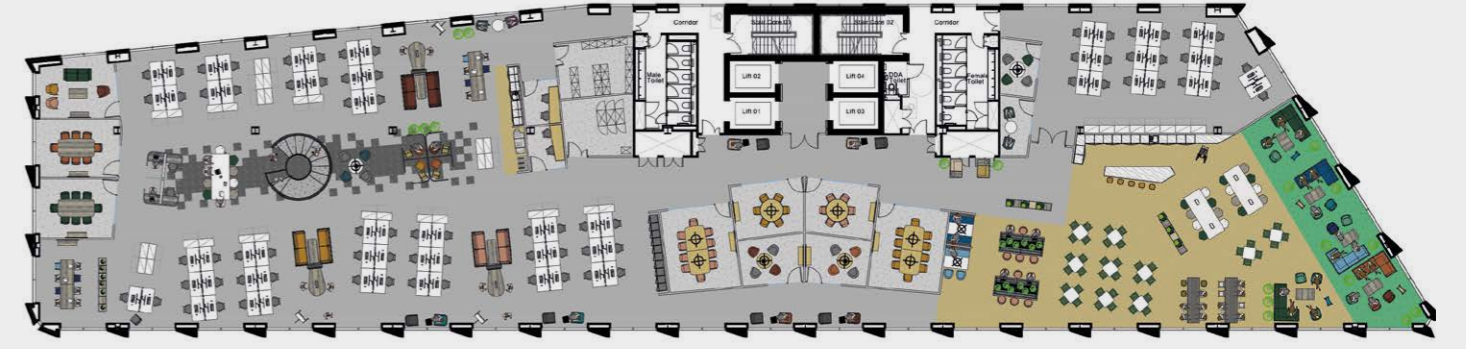 Corridor
Stair Core 01
Stair Core 02
Corridor
Male
Toilet
Lift 02
Lift 04
DDA
Toilet
Female
Toilet
Lift 01
Lift 03